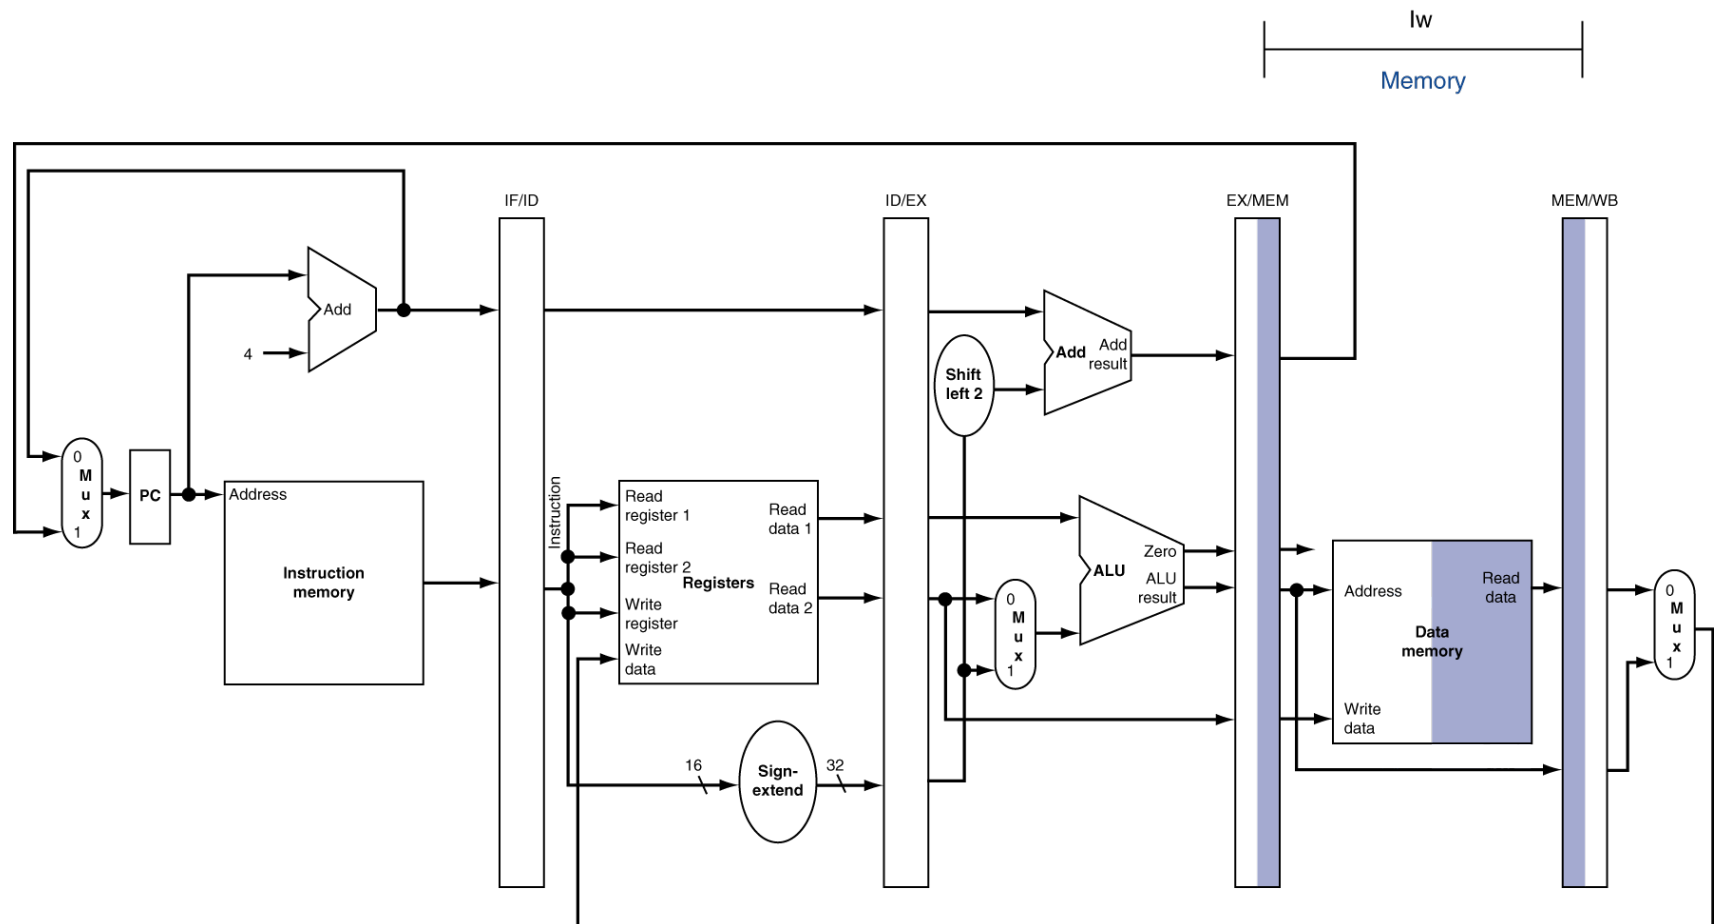 lw
Memory
IF/ID
ID/EX
EX/MEM
MEM/WB
Add
4
Add
Add
result
Shift
left 2
0
M
u
x
1
PC
Address
Instruction
memory
Instruction
Read
register 1
Read
register 2
Write
register
Write
data
Registers
Read
data 1
Read
data 2
16
Sign-
extend
32
0
M
u
x
1
ALU
Zero
ALU
result
Address
Read
data
Data
memory
Write
data
0
M
u
x
1